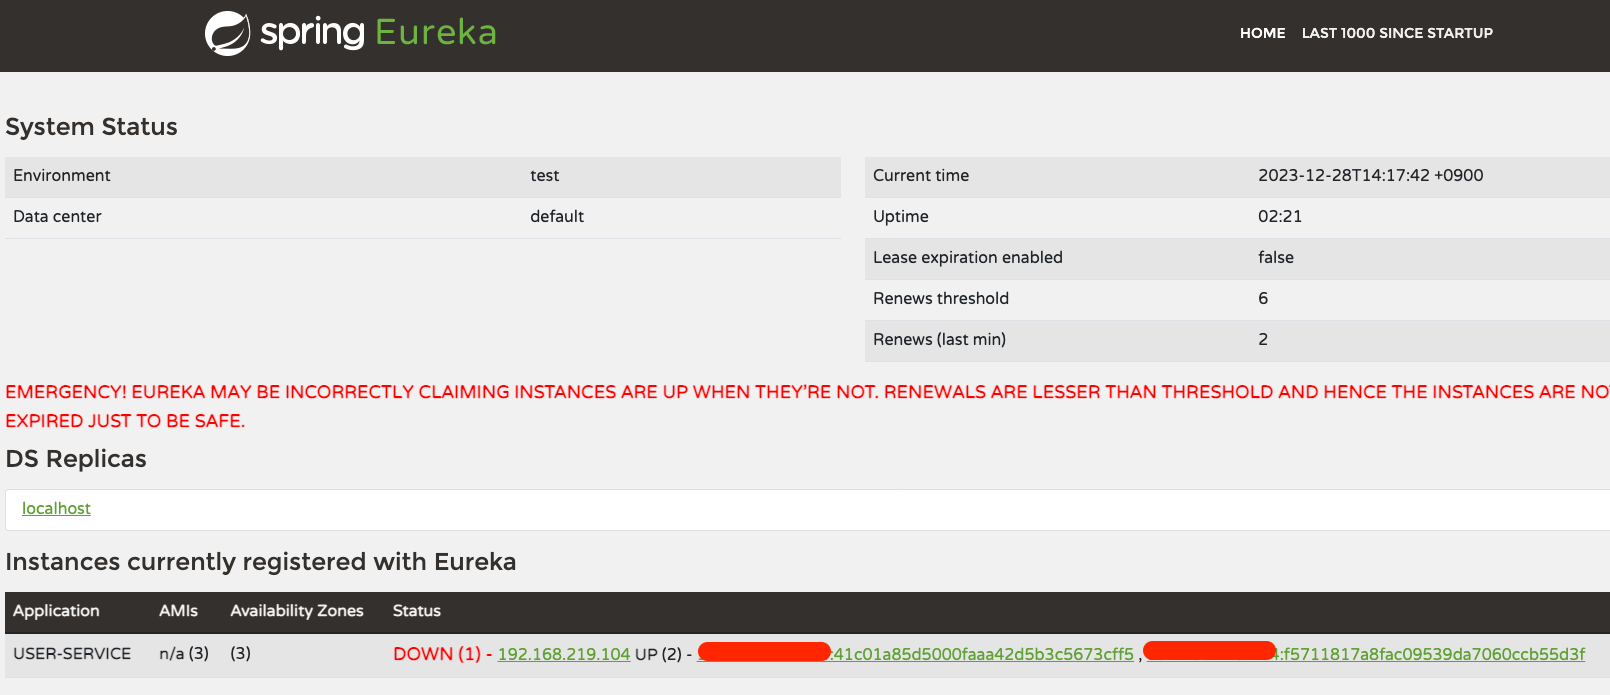 spring Eureka
HOME LAST 1000 SINCE STARTUP
System Status
Environment test
Data center default
Current time 2023-12-28T14:17:42 +0900
Uptime 02:21
Lease expiration enabled false
Renews threshold 6
Renews (last min) 2
EMERGENCY! EUREKA MAY BE INCORRECTLY CLAIMING INSTANCES ARE UP WHEN THEY'RE NOT. RENEWALS ARE LESSER THAN THRESHOLD AND HENCE THE INSTANCES ARE NO
EXPIRED JUST TO BE SAFE.
DS Replicas
localhost
Instances currently registered with Eureka
Application AMIs Availability Zones Status
USER-SERVICE n/a (3) (3) DOWN (1) - 192.168.219.104 UP (2) - :41c01a85d5000faaa42d5b3c5673cff5 , :f5711817a8fac09539da7060ccb55d3f